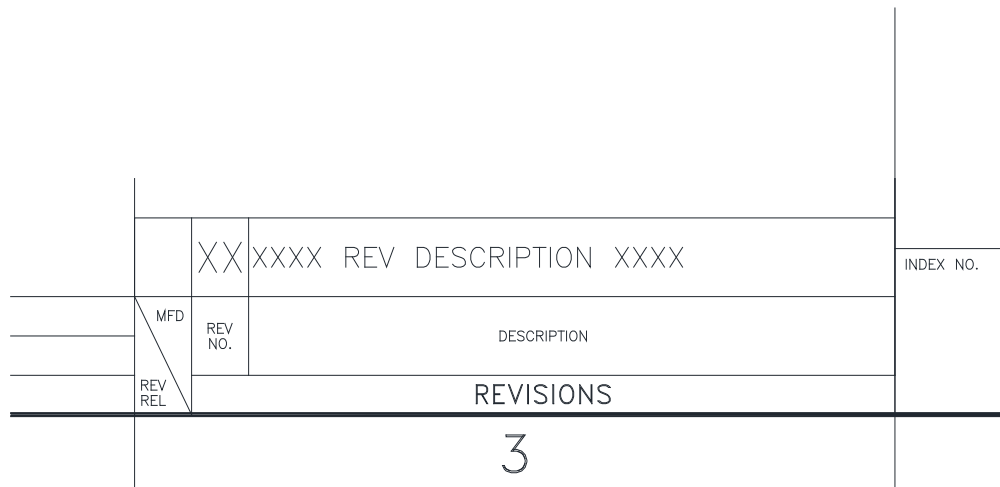 XX XXXX REV DESCRIPTION XXXX
INDEX NO.
MFD
REV
NO.
DESCRIPTION
REV
REL
REVISIONS
3